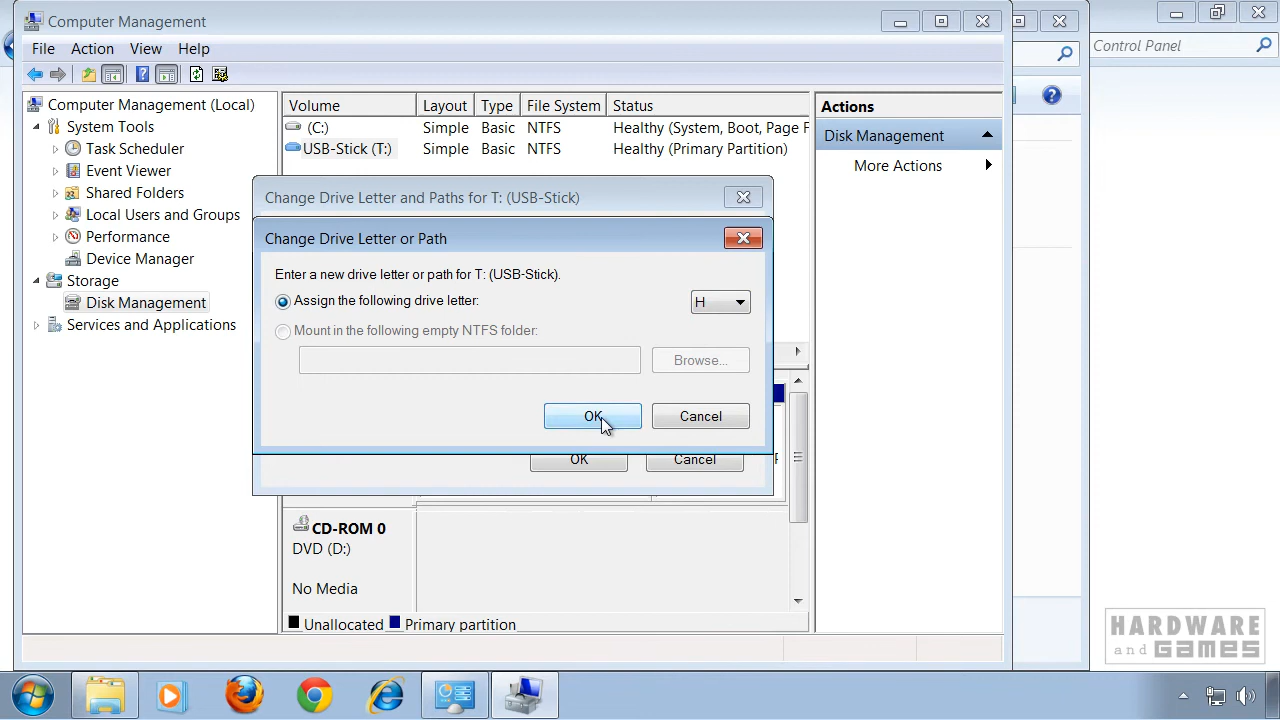 Computer Management
File Action View Help
Control Panel
Computer Management (Local)
System Tools
Task Scheduler
Event Viewer
Shared Folders
Local Users and Groups
Performance
Device Manager
Storage
Disk Management
Services and Applications
Volume Layout Type File System Status
(C:) Simple Basic NTFS Healthy (System, Boot, Page F
USB-Stick (T:) Simple Basic NTFS Healthy (Primary Partition)
Actions
Disk Management
More Actions
Change Drive Letter and Paths for T: (USB-Stick)
Change Drive Letter or Path
Enter a new drive letter or path for T: (USB-Stick).
Assign the following drive letter: H
Mount in the following empty NTFS folder:
Browse...
OK Cancel
OK Cancel
CD-ROM 0
DVD (D:)
No Media
Unallocated Primary partition
HARDWARE
and GAMES